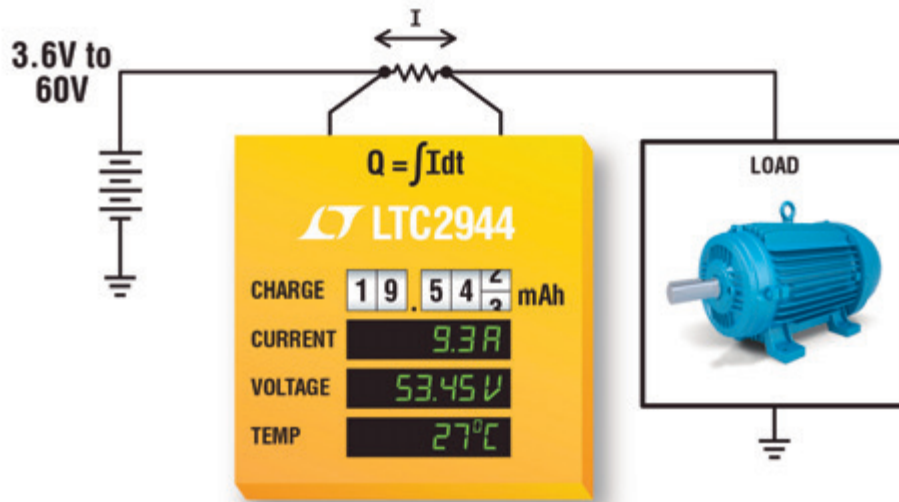 I
3.6V to
60V
Q = ∫Idt
LOAD
LTC2944
CHARGE 19.54 mAh
CURRENT 9.3A
VOLTAGE 53.45V
TEMP 27°C